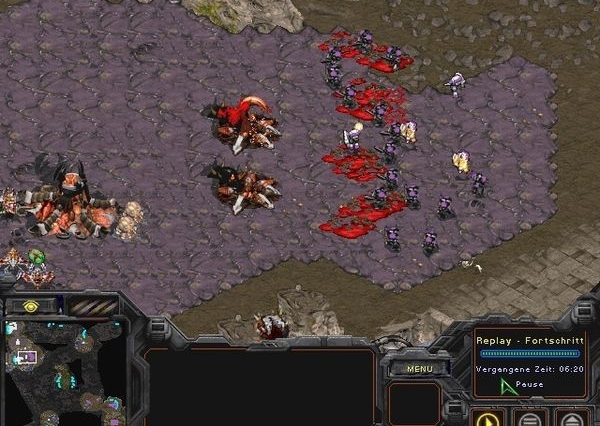 Replay - Fortschritt
Vergangene Zeit: 06:20
Pause
MENU